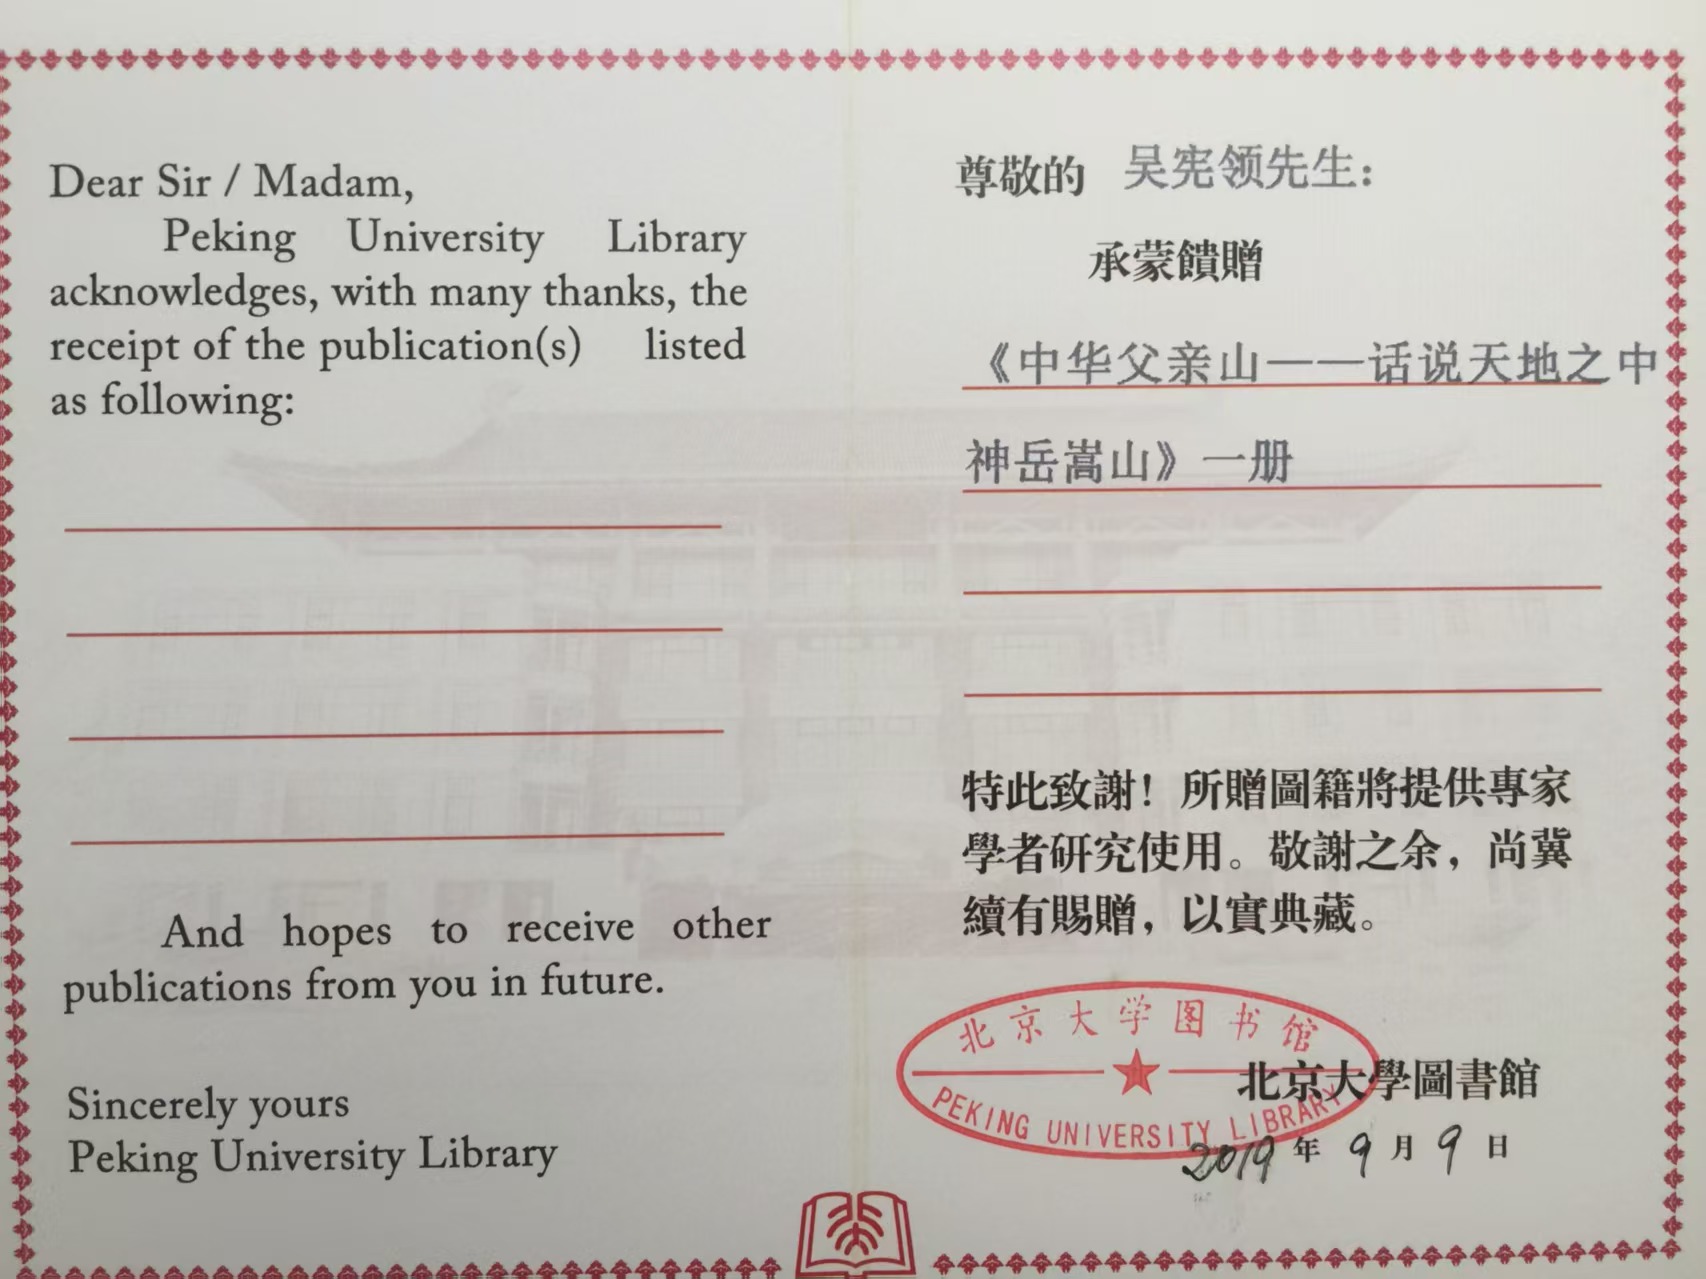 Dear Sir / Madam,
Peking University Library
acknowledges, with many thanks, the
receipt of the publication(s) listed
as following:
And hopes to receive other
publications from you in future.
Sincerely yours
Peking University Library
尊敬的 吴宪领先生：
承蒙饋贈
《中华父亲山——话说天地之中
神岳嵩山》一册
特此致謝！所贈圖籍將提供專家
學者研究使用。敬謝之余，尚冀
續有賜贈，以實典藏。
北京大学图书馆
PEKING UNIVERSITY LIBRARY
北京大學圖書館
2019 年 9 月 9 日